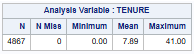 Analysis Variable : TENURE
N N Miss Minimum Mean Maximum
4867 0 0.00 7.89 41.00